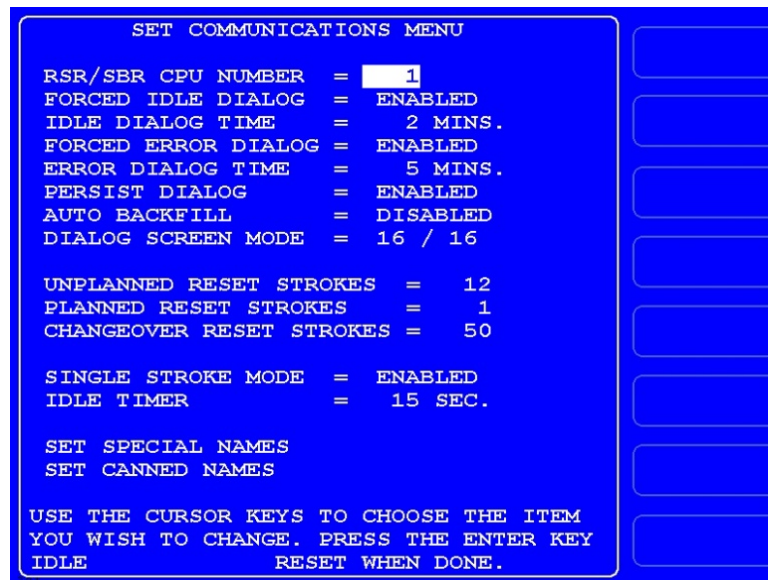 SET COMMUNICATIONS MENU
RSR/SBR CPU NUMBER = 1
FORCED IDLE DIALOG = ENABLED
IDLE DIALOG TIME = 2 MINS.
FORCED ERROR DIALOG = ENABLED
ERROR DIALOG TIME = 5 MINS.
PERSIST DIALOG = ENABLED
AUTO BACKFILL = DISABLED
DIALOG SCREEN MODE = 16 / 16
UNPLANNED RESET STROKES = 12
PLANNED RESET STROKES = 1
CHANGEOVER RESET STROKES = 50
SINGLE STROKE MODE = ENABLED
IDLE TIMER = 15 SEC.
SET SPECIAL NAMES
SET CANNED NAMES
USE THE CURSOR KEYS TO CHOOSE THE ITEM
YOU WISH TO CHANGE. PRESS THE ENTER KEY
IDLE RESET WHEN DONE.